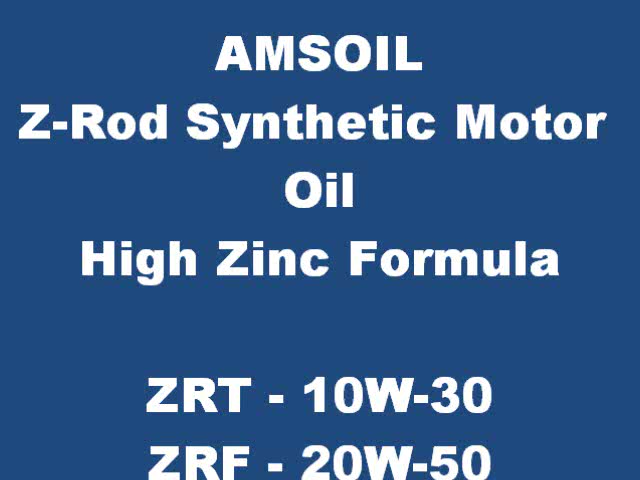 AMSOIL
Z-Rod Synthetic Motor
Oil
High Zinc Formula
ZRT - 10W-30
ZRF - 20W-50